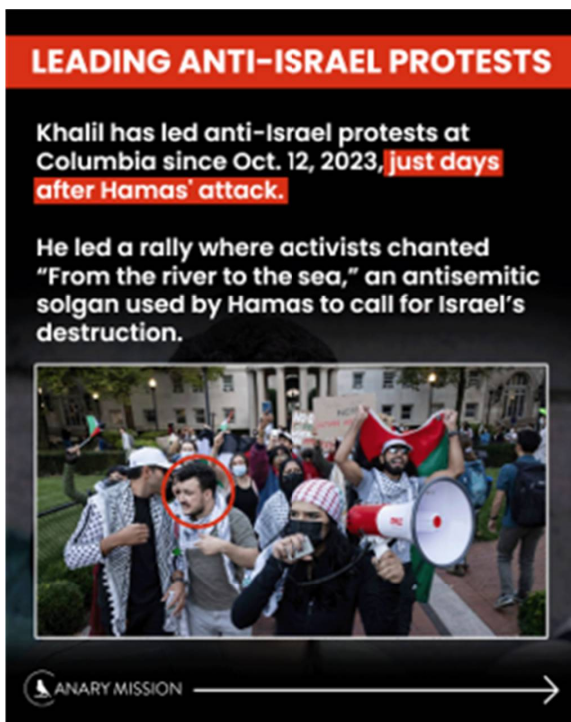 LEADING ANTI-ISRAEL PROTESTS
Khalil has led anti-Israel protests at
Columbia since Oct. 12, 2023, just days
after Hamas' attack.
He led a rally where activists chanted
“From the river to the sea,” an antisemitic
solgan used by Hamas to call for Israel’s
destruction.
ANARY MISSION